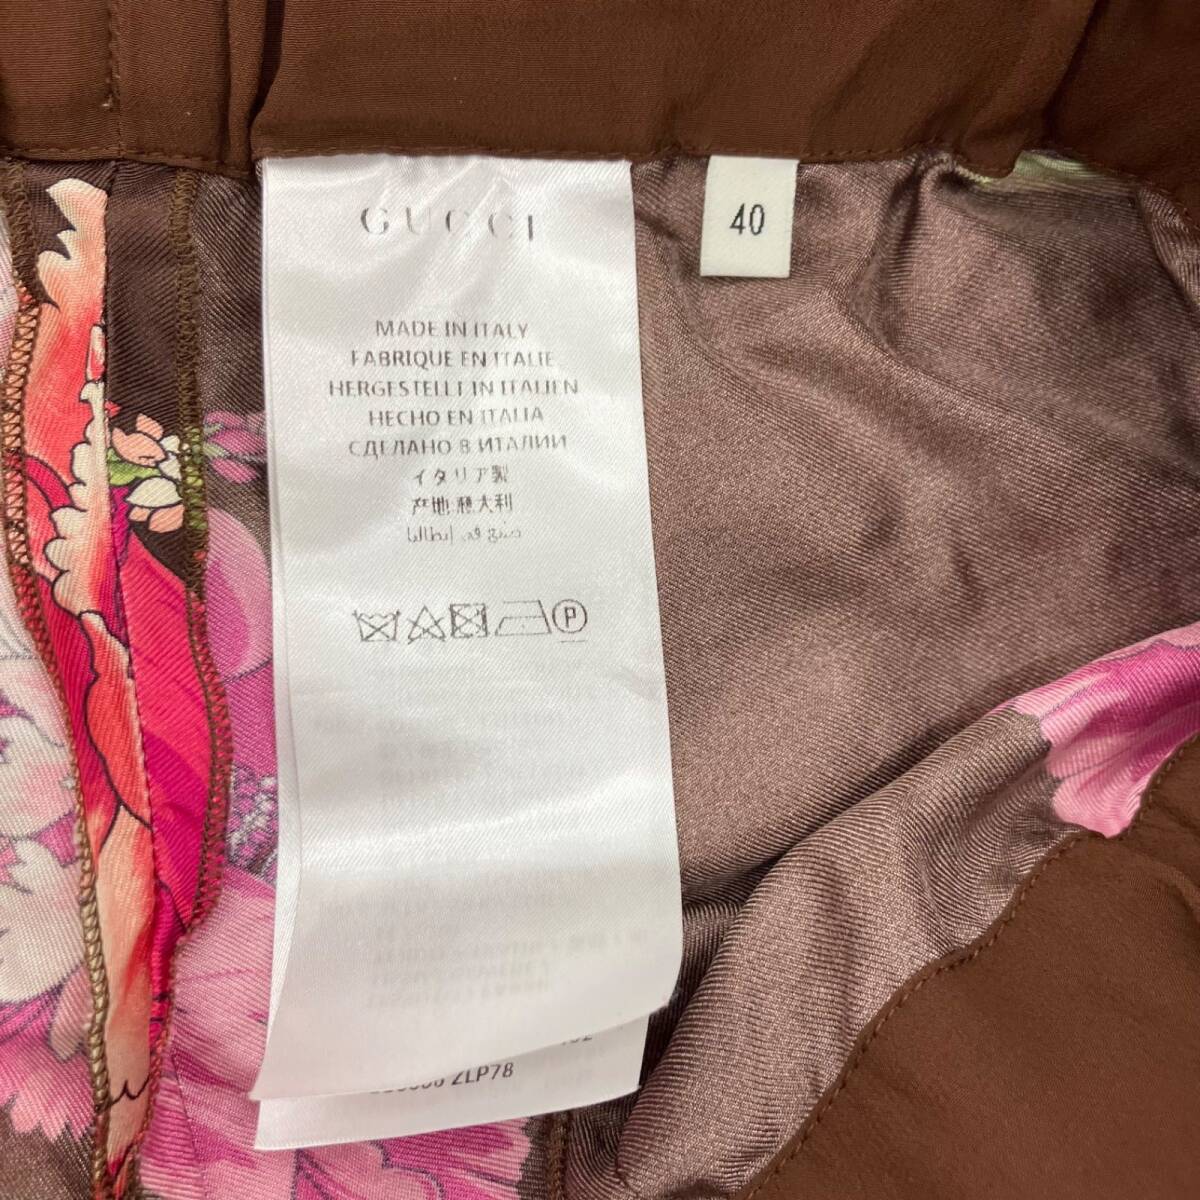 GUCCI
40
MADE IN ITALY
FABRIQUE EN ITALIE
HERGESTELLT IN ITALIEN
HECHO EN ITALIA
СДЕЛАНО В ИТАЛИИ
イタリア製
产地:意大利
صنع في إيطاليا
P
ZLP78